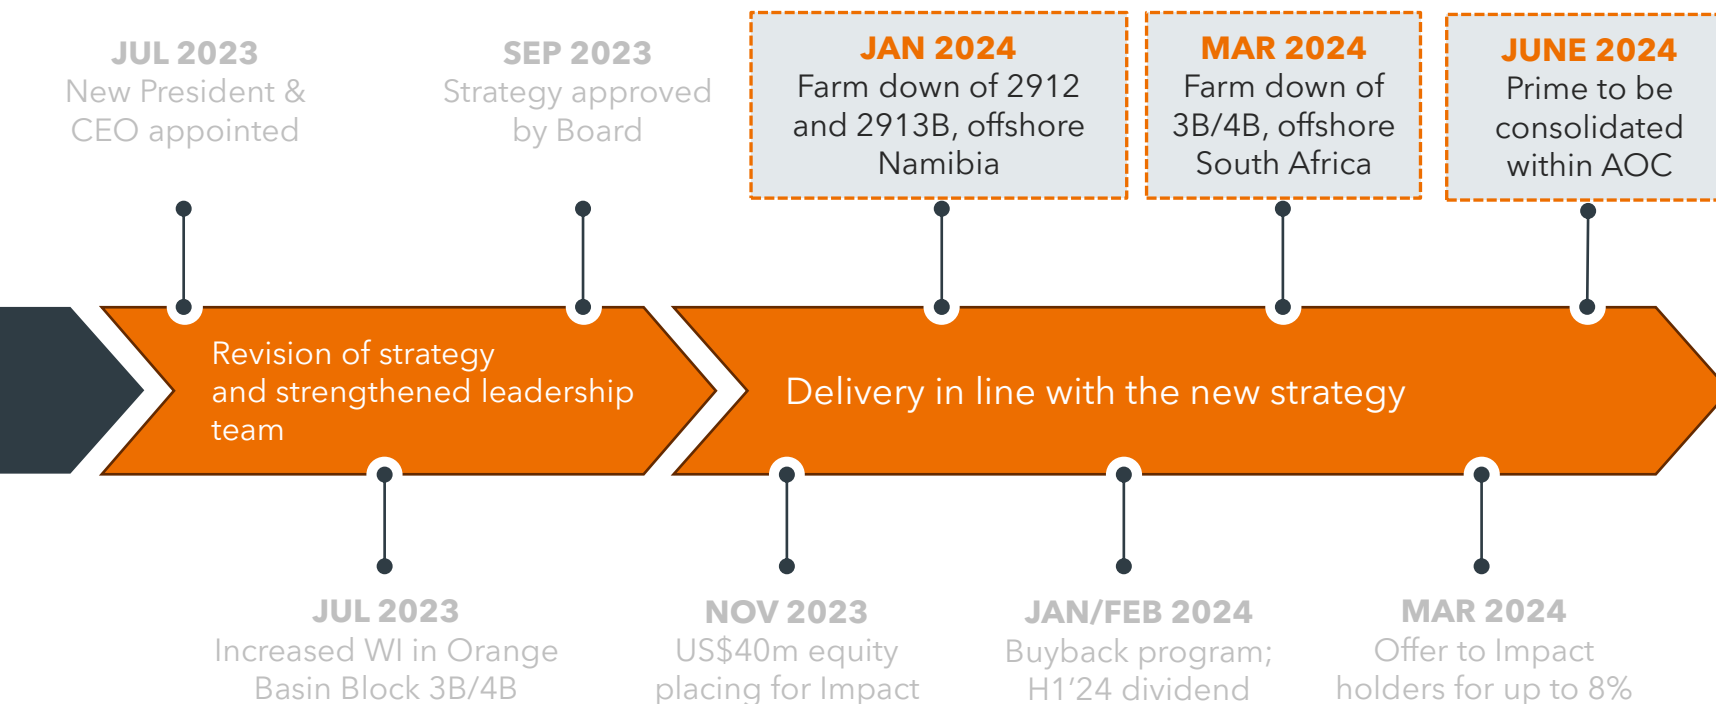 JUL 2023
New President &
CEO appointed
SEP 2023
Strategy approved
by Board
JAN 2024
Farm down of 2912
and 2913B, offshore
Namibia
MAR 2024
Farm down of
3B/4B, offshore
South Africa
JUNE 2024
Prime to be
consolidated
within AOC
Revision of strategy
and strengthened leadership
team
Delivery in line with the new strategy
JUL 2023
Increased WI in Orange
Basin Block 3B/4B
NOV 2023
US$40m equity
placing for Impact
JAN/FEB 2024
Buyback program;
H1'24 dividend
MAR 2024
Offer to Impact
holders for up to 8%